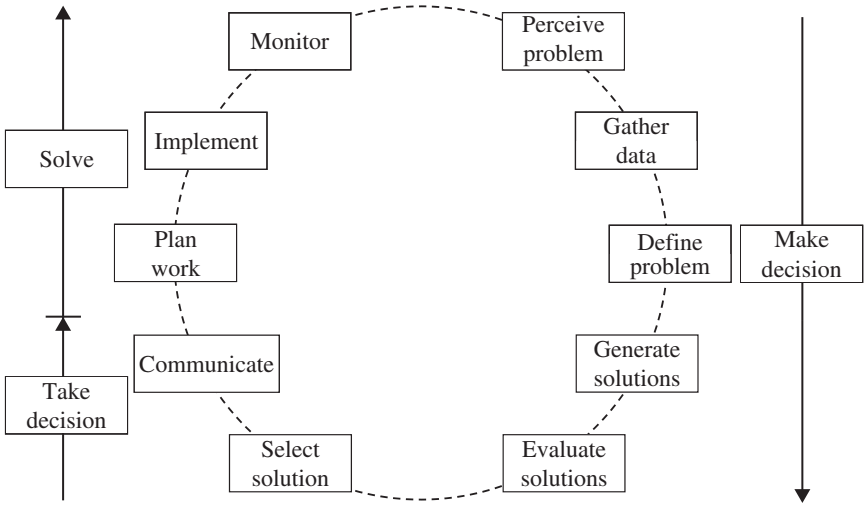 Monitor
Perceive
problem
Implement
Gather
data
Solve
Plan
work
Define
problem
Make
decision
Communicate
Generate
solutions
Take
decision
Select
solution
Evaluate
solutions